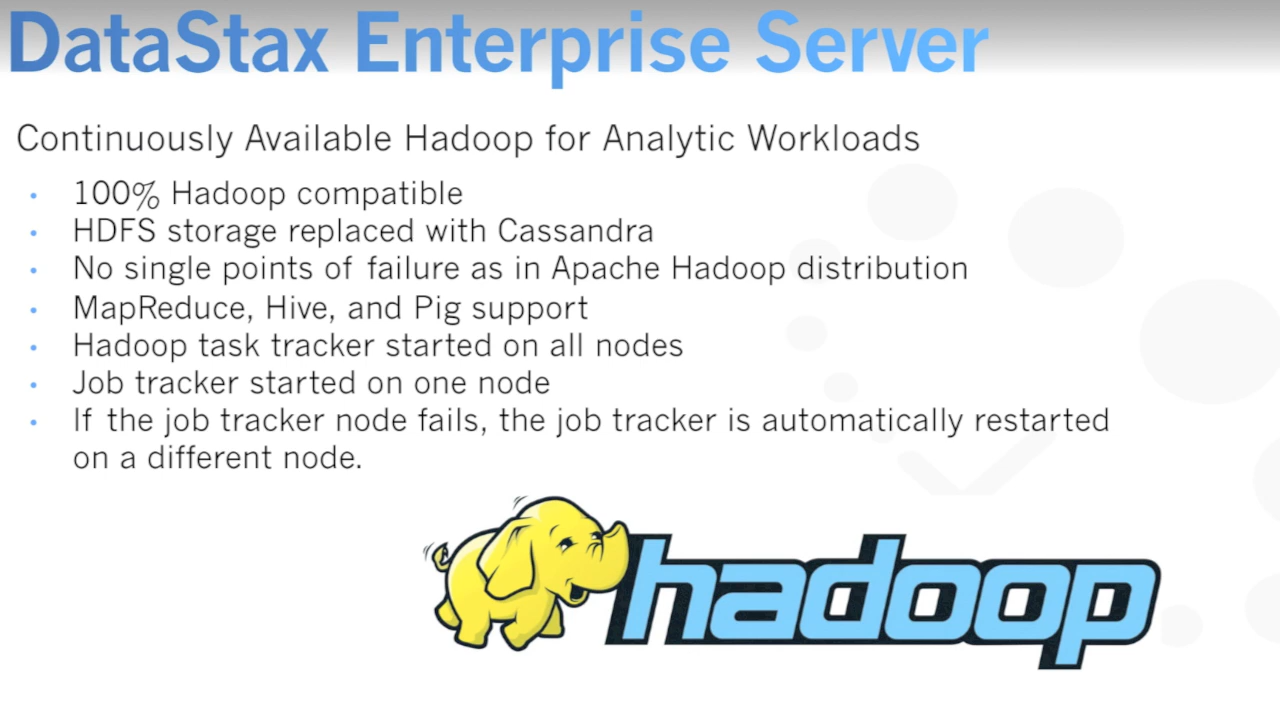 DataStax Enterprise Server
Continuously Available Hadoop for Analytic Workloads
• 100% Hadoop compatible
• HDFS storage replaced with Cassandra
• No single points of failure as in Apache Hadoop distribution
• MapReduce, Hive, and Pig support
• Hadoop task tracker started on all nodes
• Job tracker started on one node
• If the job tracker node fails, the job tracker is automatically restarted
on a different node.
hadoop